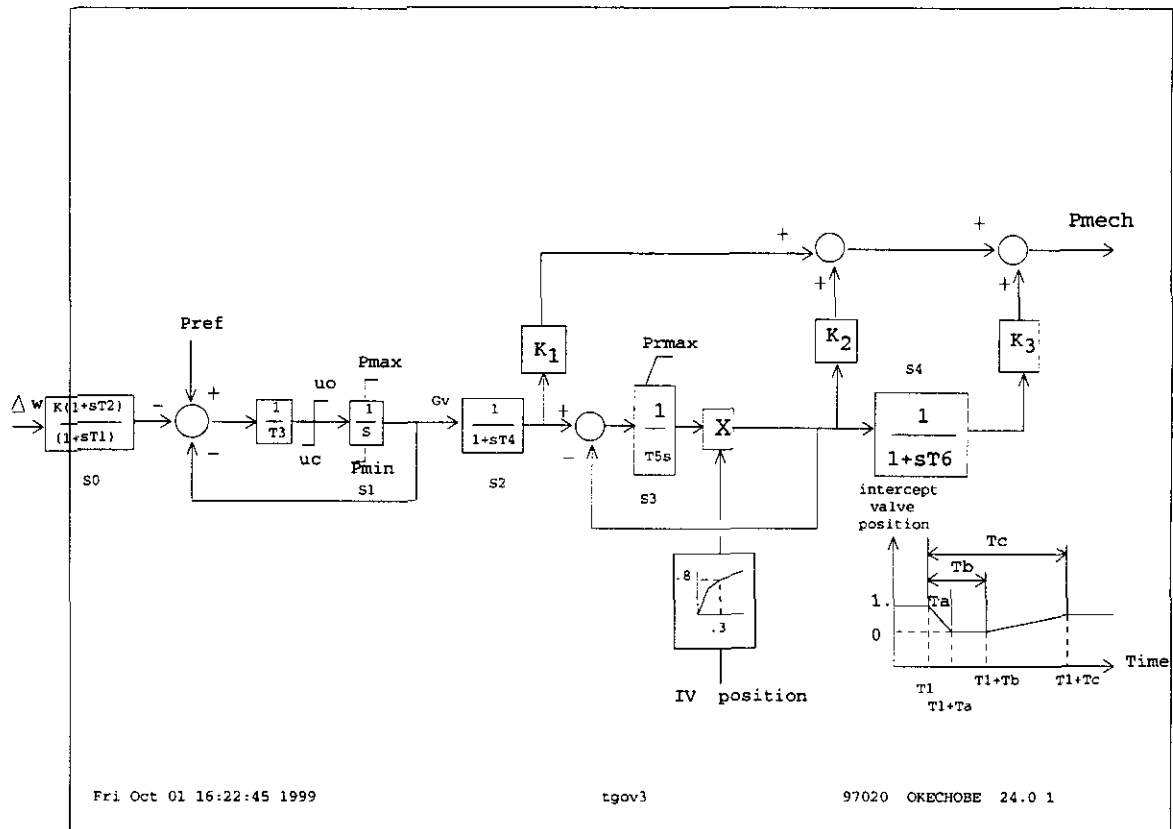 Pmech
+
+
+
+
K1
K2
K3
Pref
Pmax
Prmax
S4
Δ w
K(1+sT2)
(1+sT1)
−
+
−
1
T3
uo
uc
1
s
Pmin
Gv
1
1+sT4
+
−
1
T5s
X
1
1+sT6
S0
S1
S2
S3
intercept
valve
position
Tc
Tb
Ta
1.
0
Time
T1
T1+Ta
T1+Tb
T1+Tc
.8
.3
IV position
Fri Oct 01 16:22:45 1999
tgov3
97020 OKECHOBE 24.0 1